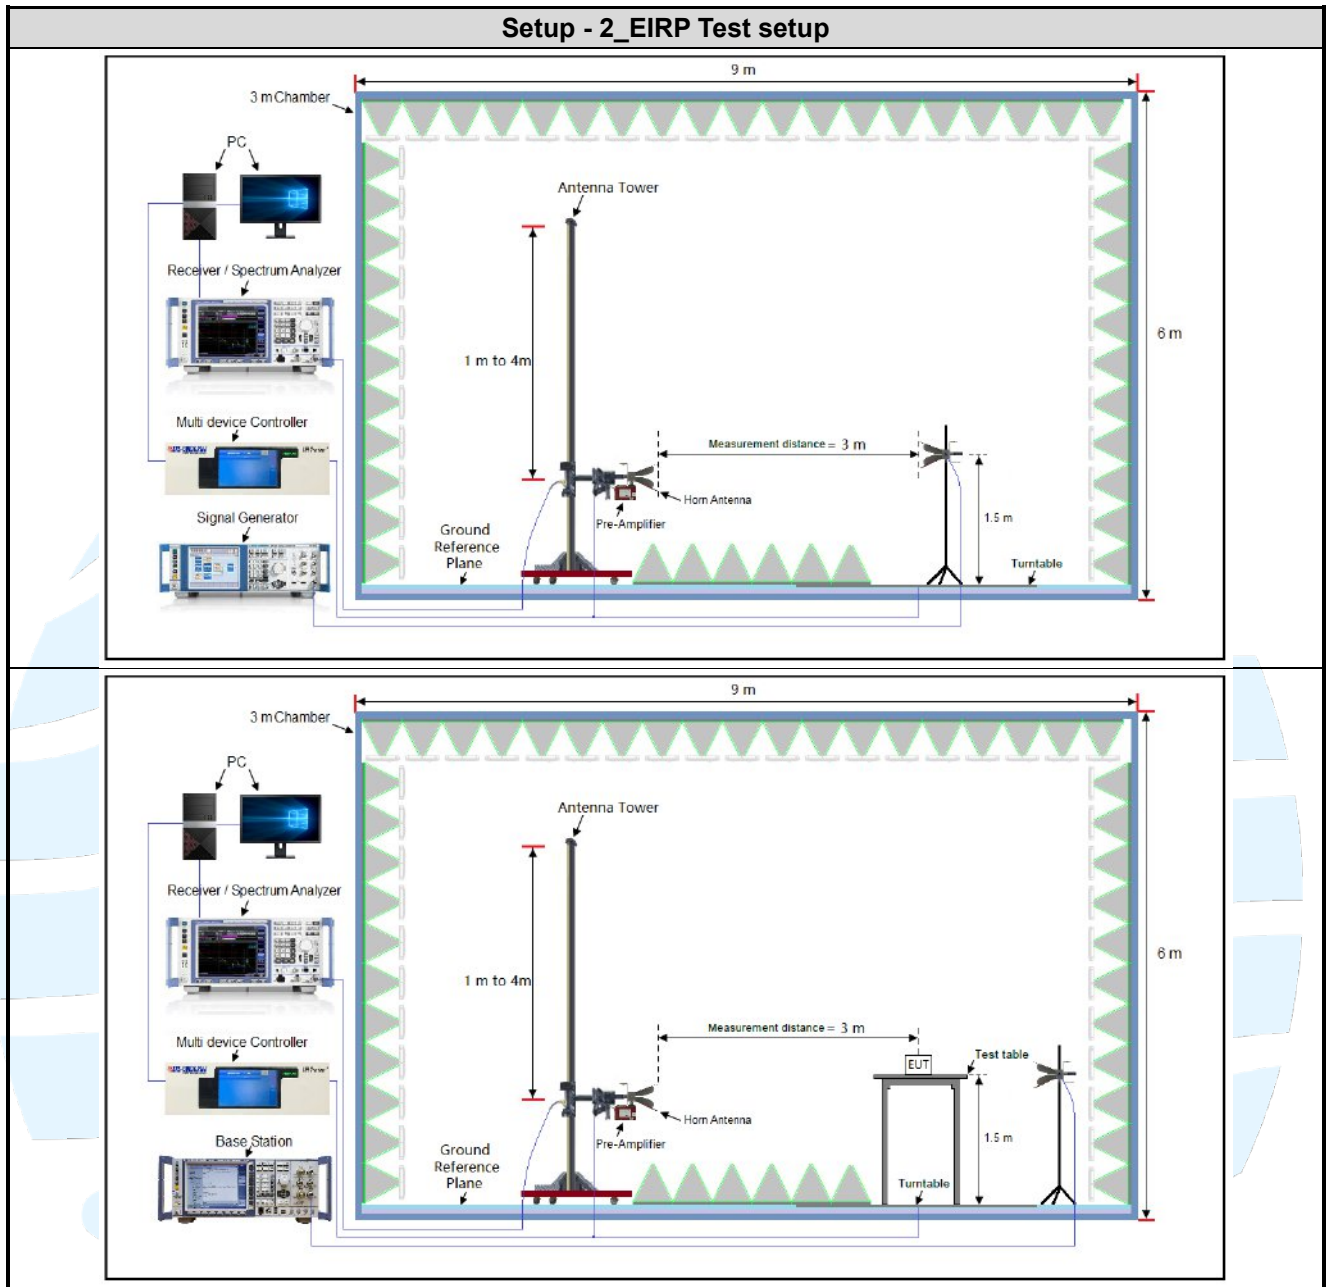 Setup - 2_EIRP Test setup
9 m
3 m Chamber
PC
Antenna Tower
Receiver / Spectrum Analyzer
6 m
1 m to 4m
Multi device Controller
Measurement distance = 3 m
Horn Antenna
Signal Generator
1.5 m
Pre-Amplifier
Ground
Reference
Plane
Turntable
9 m
3 m Chamber
PC
Antenna Tower
Receiver / Spectrum Analyzer
6 m
1 m to 4m
Measurement distance = 3 m
Multi device Controller
Test table
EUT
Horn Antenna
Base Station
1.5 m
Pre-Amplifier
Ground
Reference
Plane
Turntable